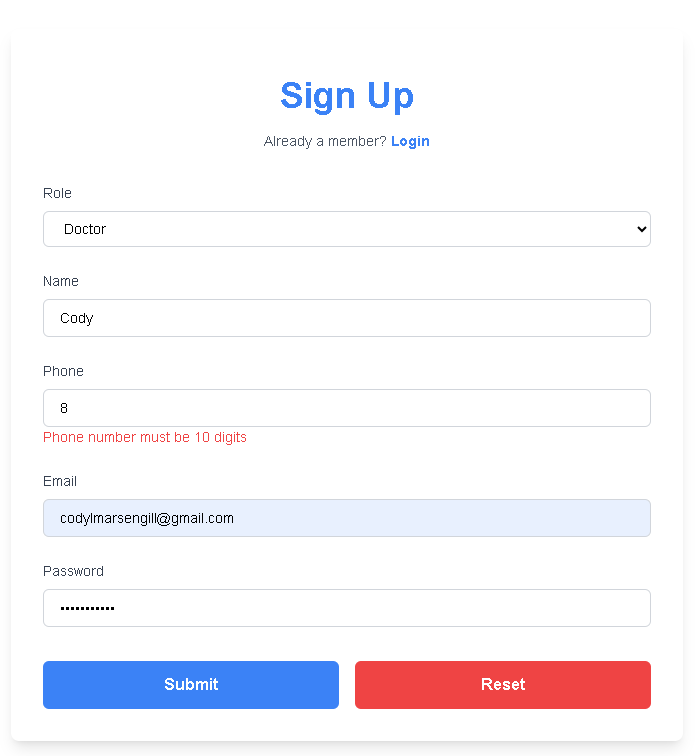 Sign Up
Already a member? Login
Role
Doctor
Name
Cody
Phone
8
Phone number must be 10 digits
Email
codylmarsengill@gmail.com
Password
•••••••••••
Submit Reset